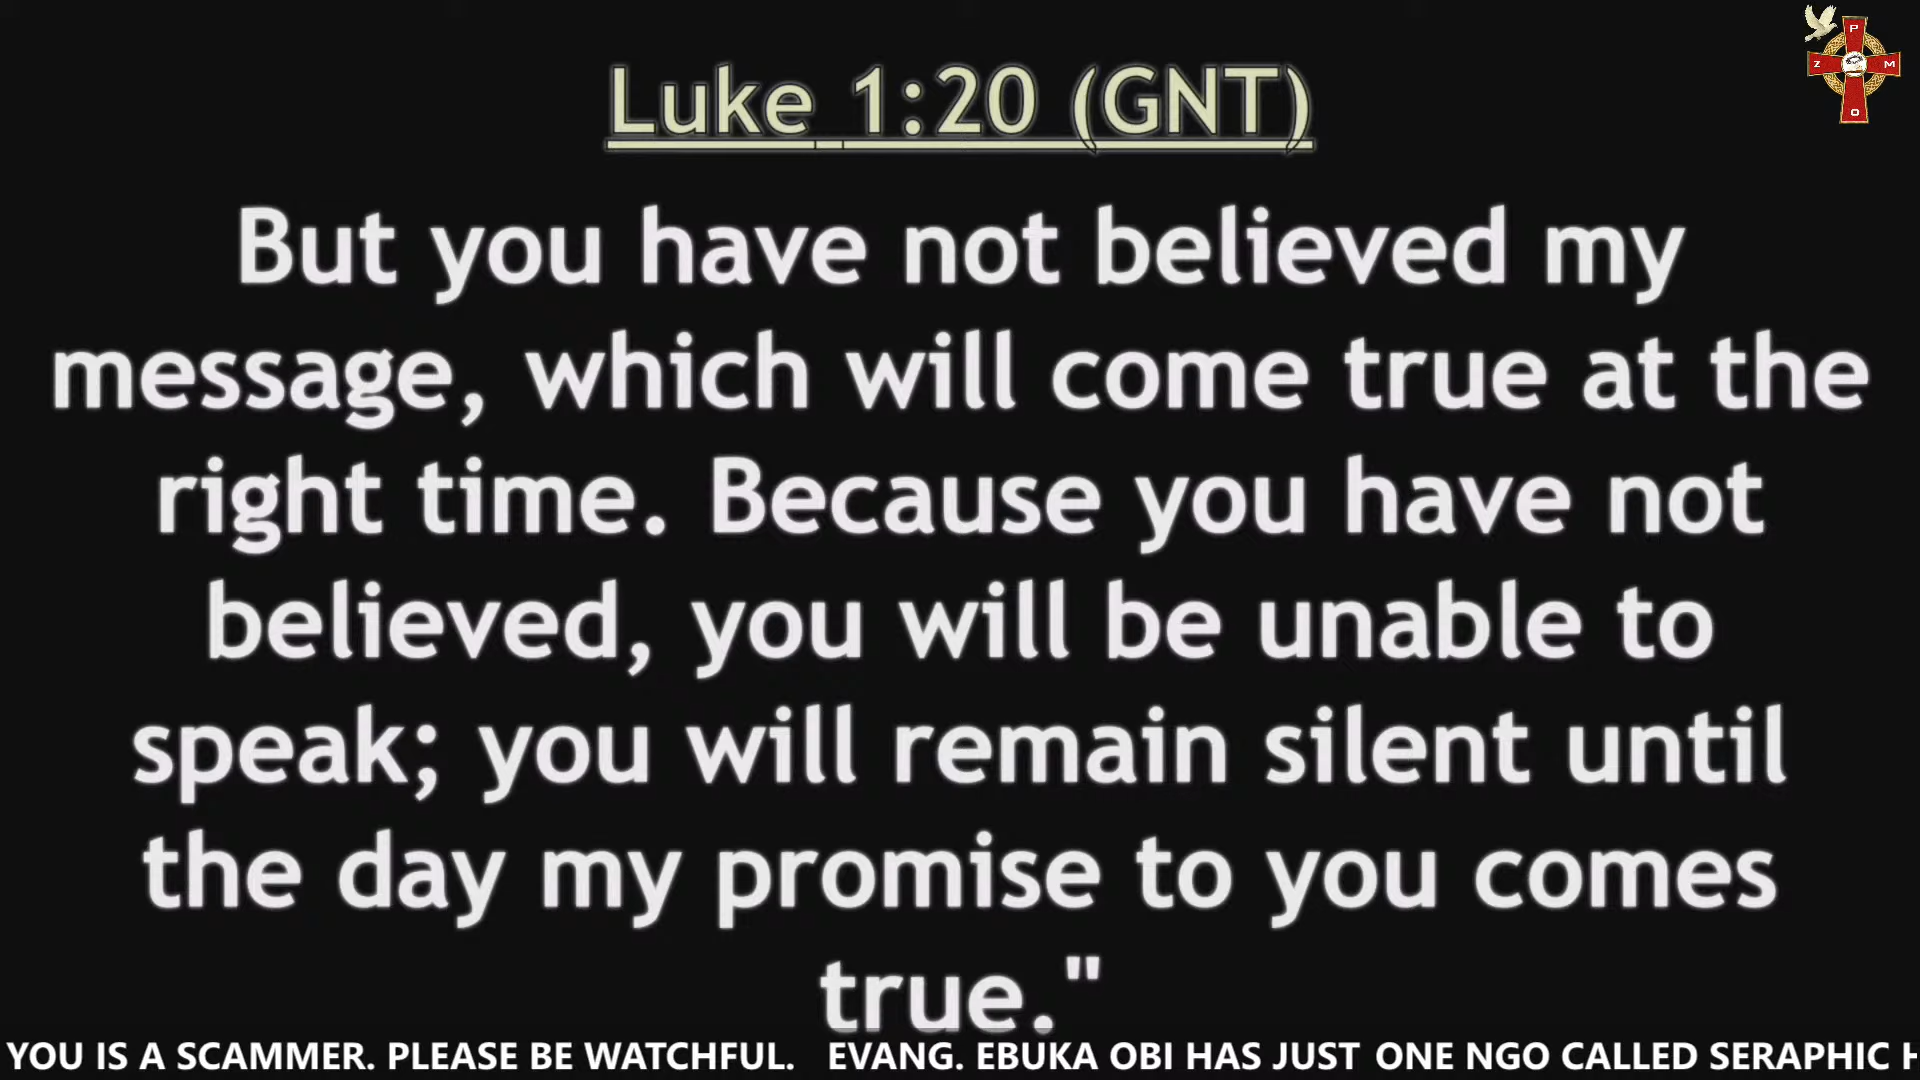 Luke 1:20 (GNT)
But you have not believed my
message, which will come true at the
right time. Because you have not
believed, you will be unable to
speak; you will remain silent until
the day my promise to you comes
true."
YOU IS A SCAMMER. PLEASE BE WATCHFUL. EVANG. EBUKA OBI HAS JUST ONE NGO CALLED SERAPHIC
P
Z M
O